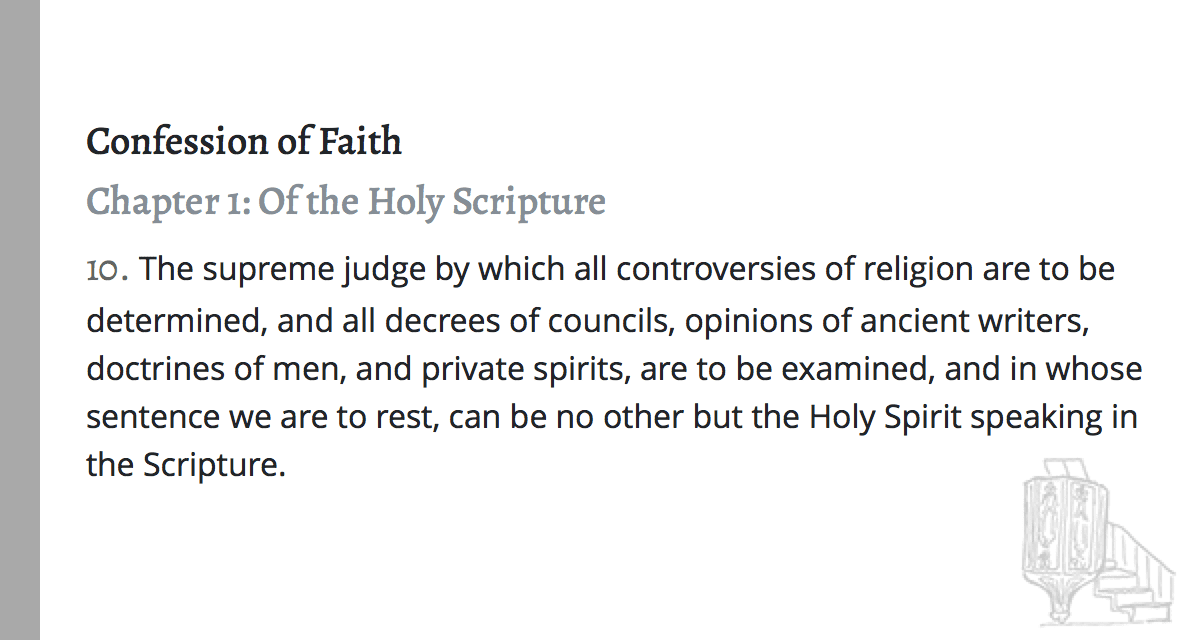 Confession of Faith
Chapter 1: Of the Holy Scripture
10. The supreme judge by which all controversies of religion are to be
determined, and all decrees of councils, opinions of ancient writers,
doctrines of men, and private spirits, are to be examined, and in whose
sentence we are to rest, can be no other but the Holy Spirit speaking in
the Scripture.